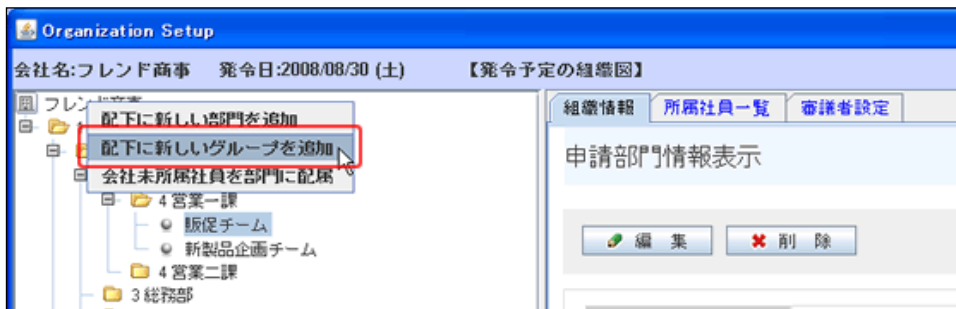 Organization Setup
会社名:フレンド商事 発令日:2008/08/30 (土) 【発令予定の組織図】
フレンド商事
配下に新しい部門を追加
配下に新しいグループを追加
会社未所属社員を部門に配属
4 営業一課
販促チーム
新製品企画チーム
4 営業二課
3 総務部
組織情報 所属社員一覧 審議者設定
申請部門情報表示
編 集 削 除